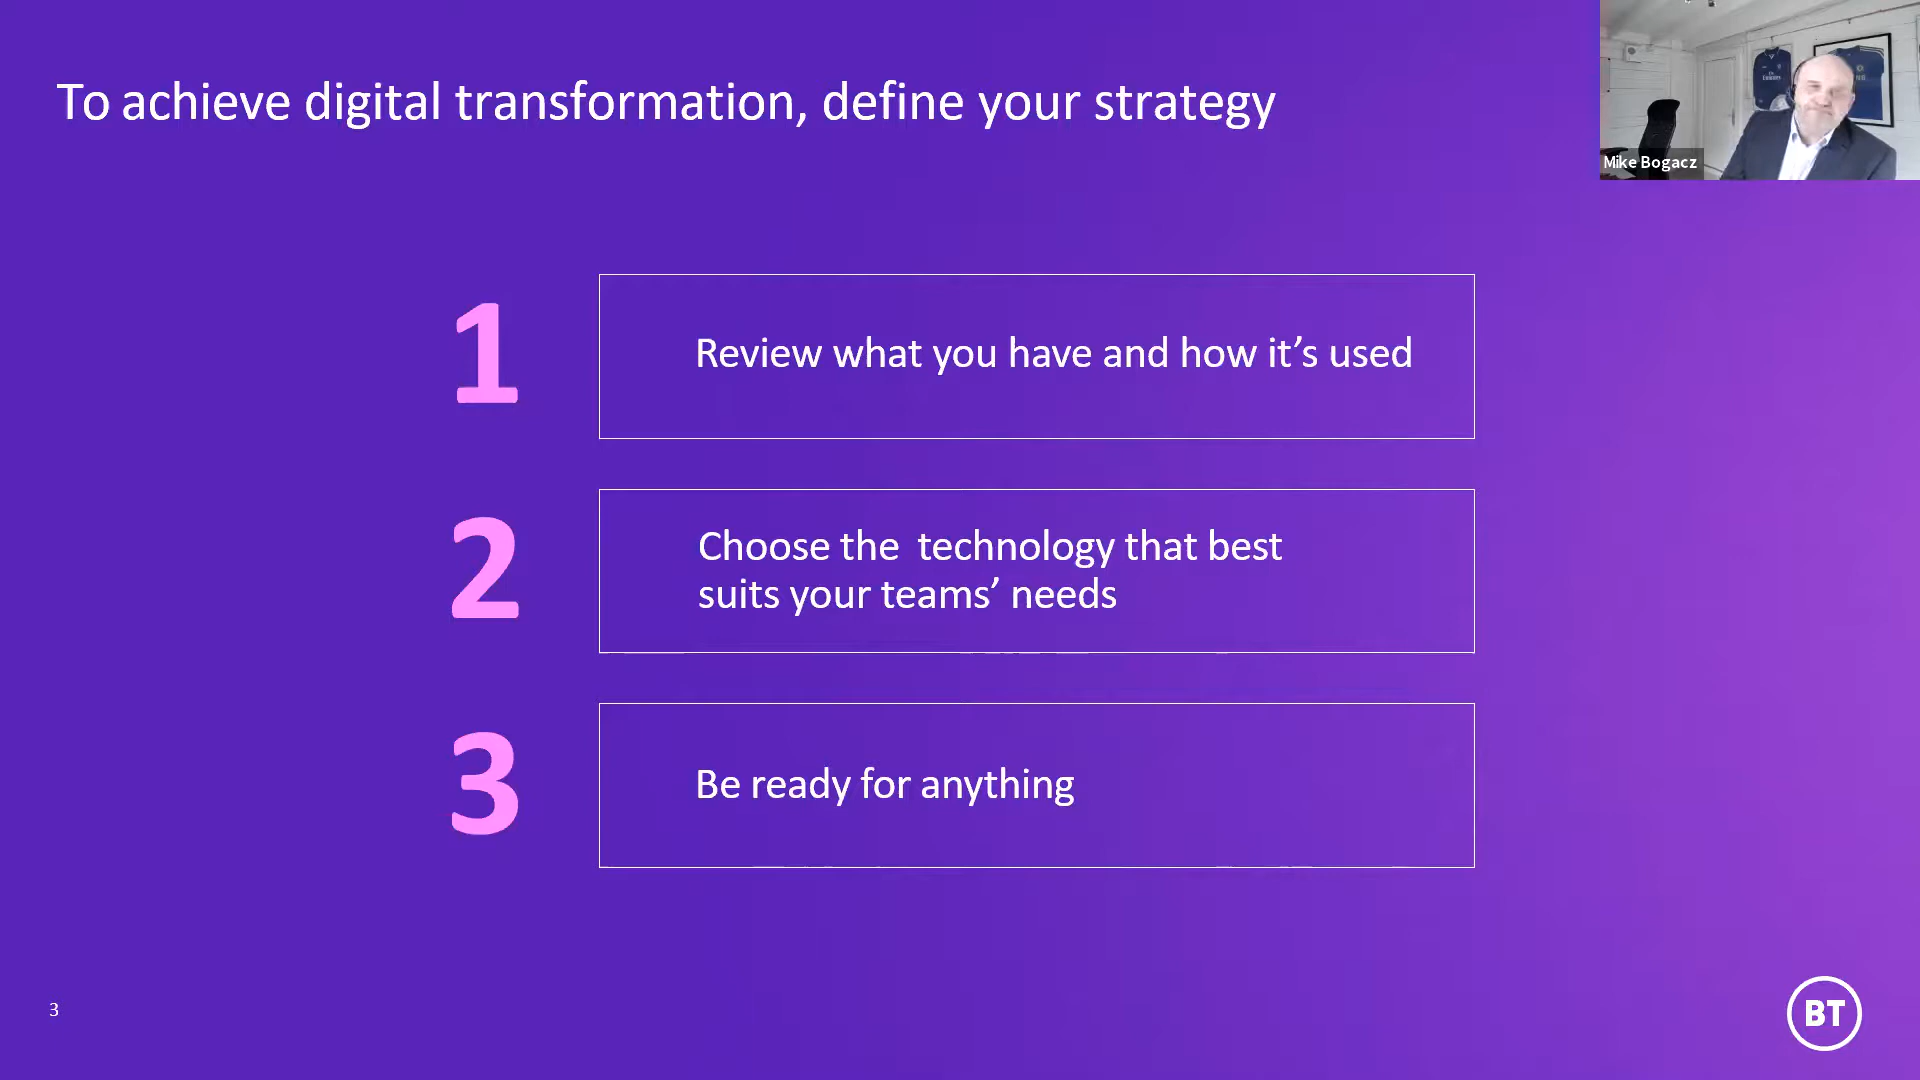 To achieve digital transformation, define your strategy
Mike Bogacz
1
Review what you have and how it’s used
2
Choose the  technology that best
suits your teams’ needs
3
Be ready for anything
3
BT